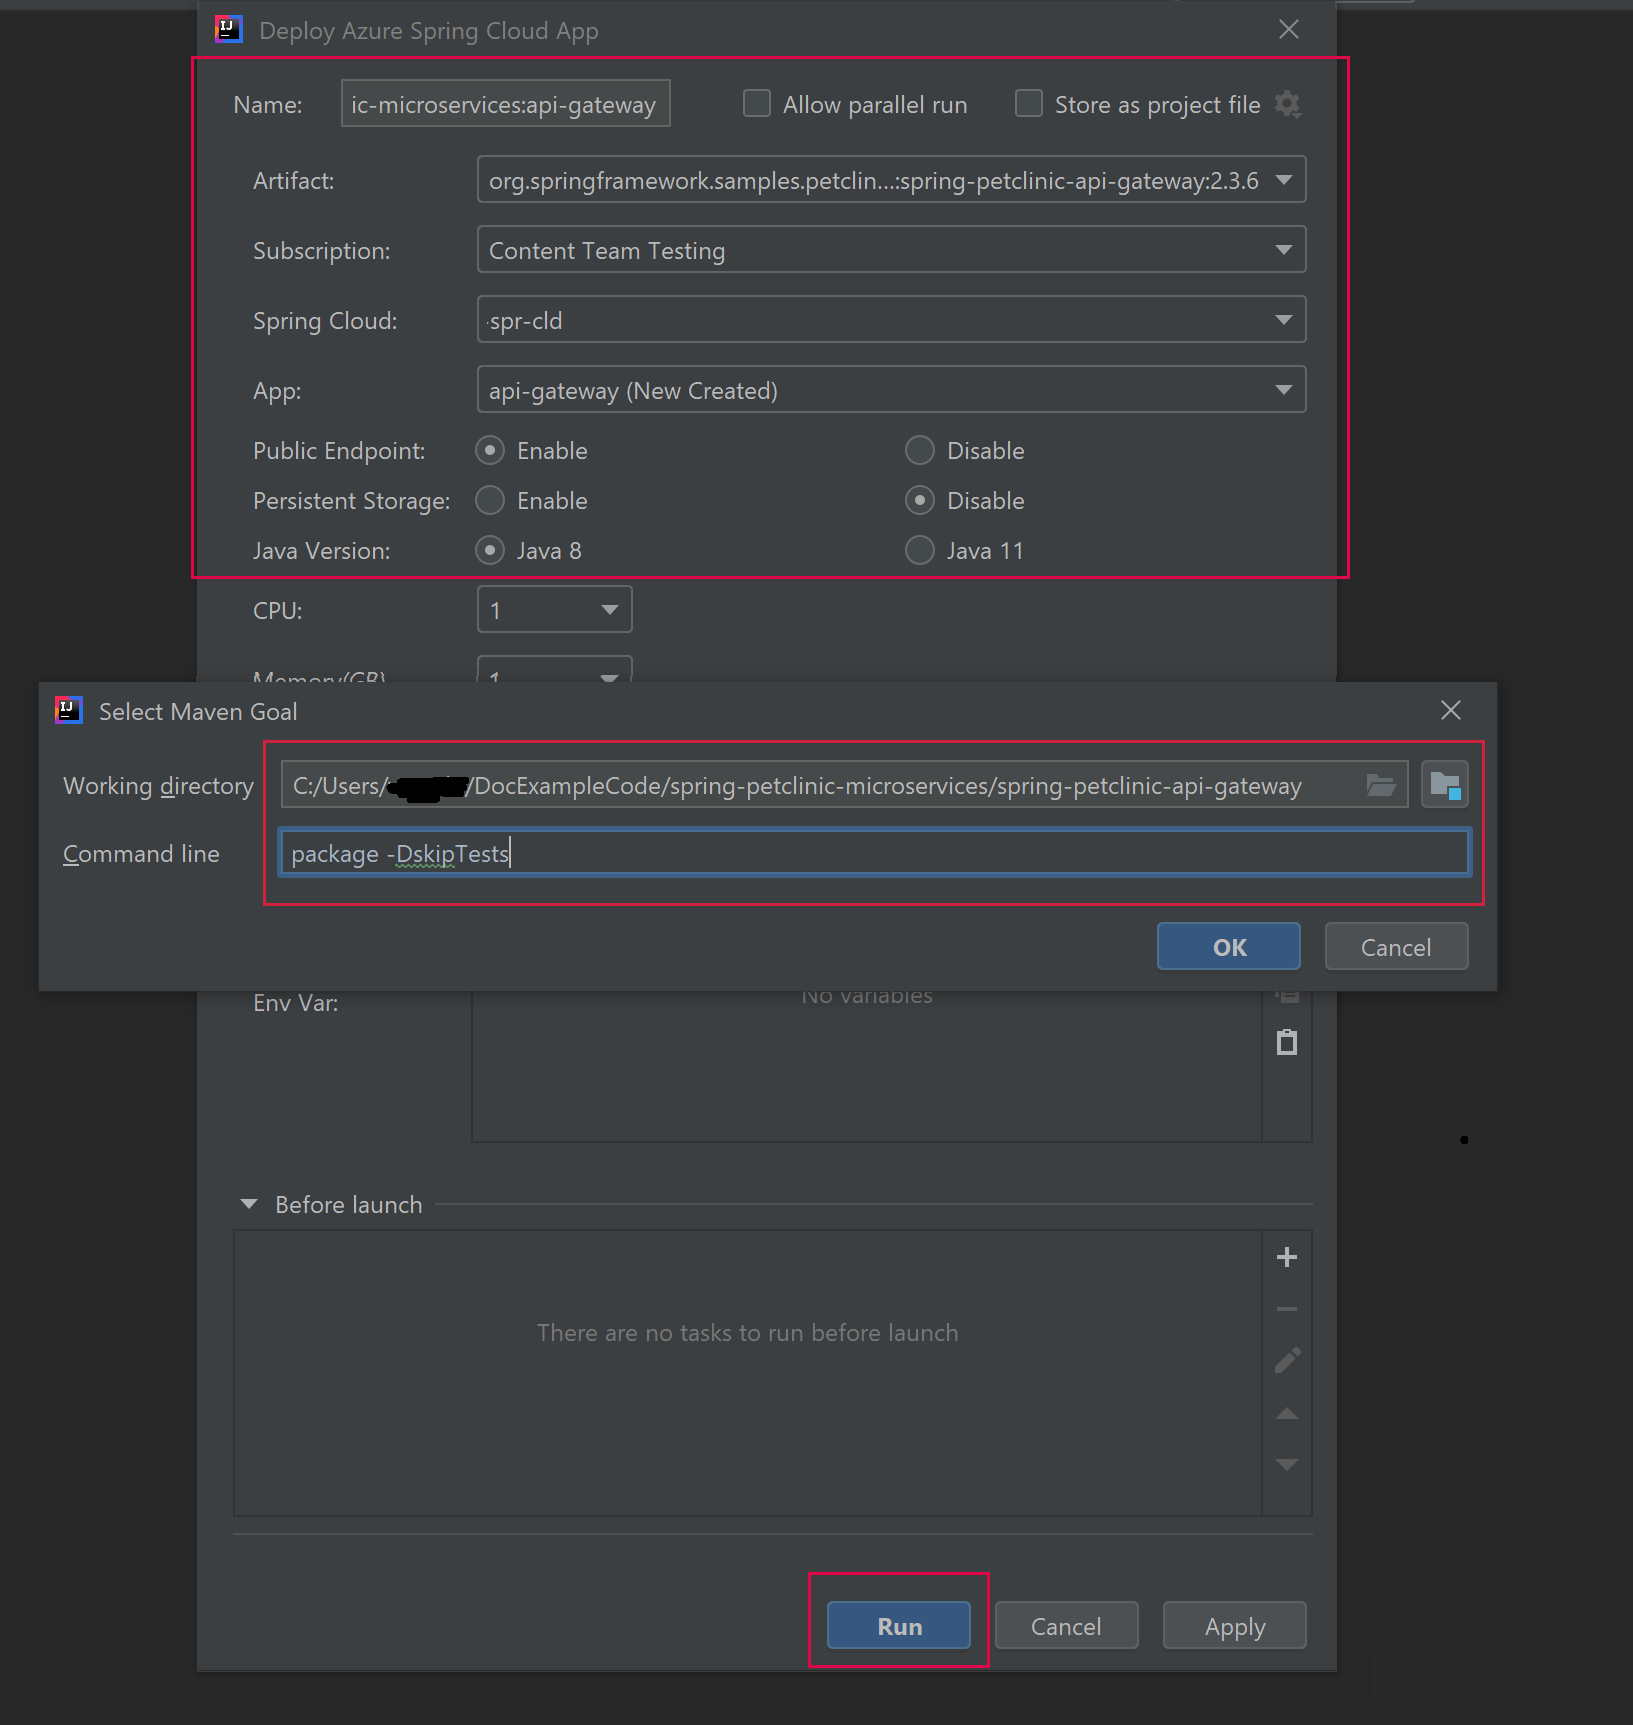 Deploy Azure Spring Cloud App
Name: ic-microservices:api-gateway Allow parallel run Store as project file
Artifact: org.springframework.samples.petclin...:spring-petclinic-api-gateway:2.3.6
Subscription: Content Team Testing
Spring Cloud: spr-cld
App: api-gateway (New Created)
Public Endpoint: Enable Disable
Persistent Storage: Enable Disable
Java Version: Java 8 Java 11
CPU: 1
Memory(GB) 1
Select Maven Goal
Working directory C:/Users/ /DocExampleCode/spring-petclinic-microservices/spring-petclinic-api-gateway
Command line package -DskipTests
OK Cancel
Env Var: No variables
Before launch
There are no tasks to run before launch
Run Cancel Apply